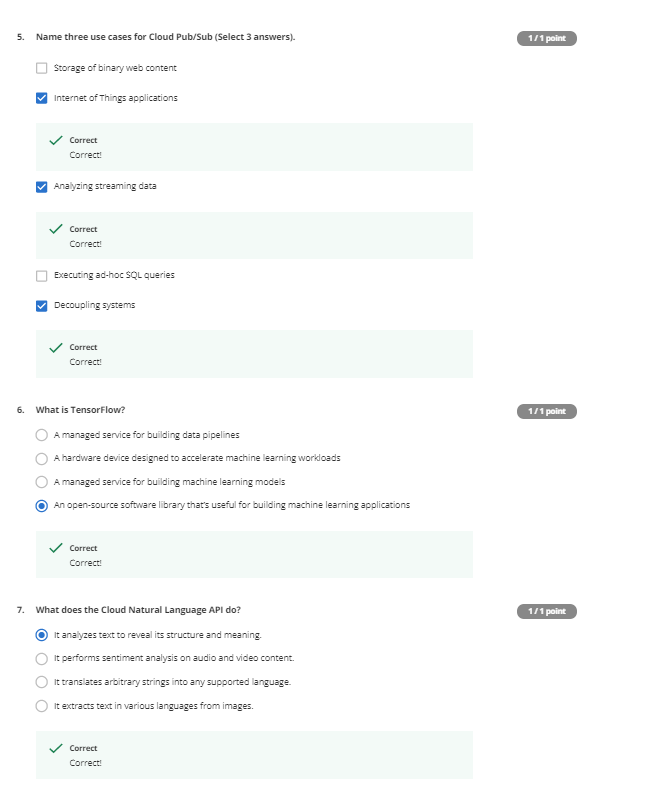 5. Name three use cases for Cloud Pub/Sub (Select 3 answers).
1 / 1 point
Storage of binary web content
Internet of Things applications
Correct
Correct!
Analyzing streaming data
Correct
Correct!
Executing ad-hoc SQL queries
Decoupling systems
Correct
Correct!
6. What is TensorFlow?
1 / 1 point
A managed service for building data pipelines
A hardware device designed to accelerate machine learning workloads
A managed service for building machine learning models
An open-source software library that's useful for building machine learning applications
Correct
Correct!
7. What does the Cloud Natural Language API do?
1 / 1 point
It analyzes text to reveal its structure and meaning.
It performs sentiment analysis on audio and video content.
It translates arbitrary strings into any supported language.
It extracts text in various languages from images.
Correct
Correct!